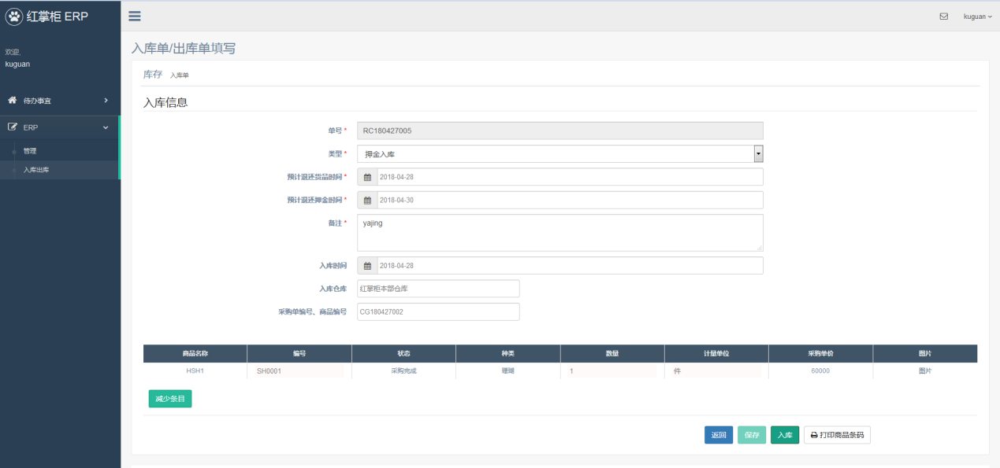 红掌柜 ERP
kuguan
欢迎,
kuguan
待办事宜
ERP
管理
入库出库
入库单/出库单填写
库存 入库单
入库信息
单号 * RC180427005
类型 * 押金入库
预计退还货品时间 * 2018-04-28
预计退还押金时间 * 2018-04-30
备注 * yajing
入库时间 2018-04-28
入库仓库 红掌柜本部仓库
采购单编号、商品编号 CG180427002
商品名称 编号 状态 种类 数量 计量单位 采购单价 图片
HSH1 SH0001 采购完成 珊瑚 1 件 60000 图片
减少条目
返回 保存 入库 打印商品条码